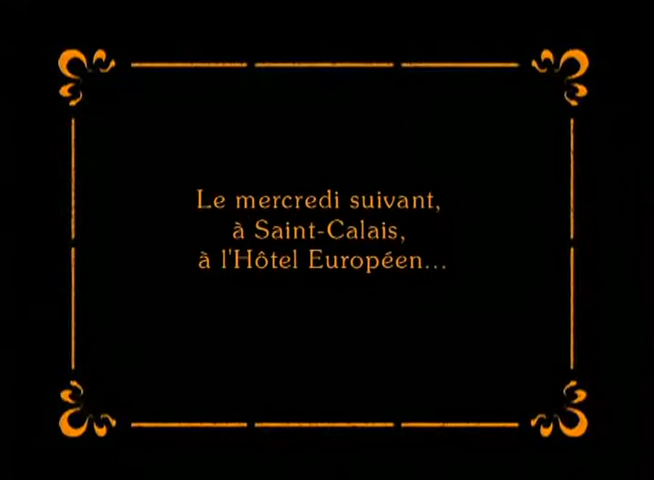 Le mercredi suivant,
à Saint-Calais,
à l'Hôtel Européen...